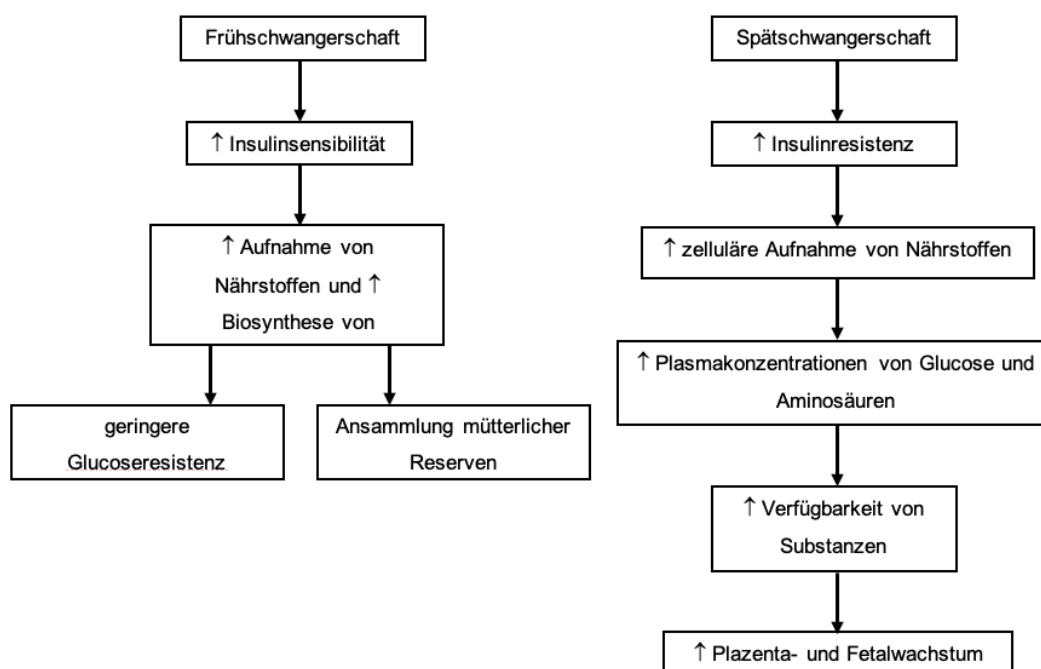 Frühschwangerschaft
↑ Insulinsensibilität
↑ Aufnahme von
Nährstoffen und ↑
Biosynthese von
geringere
Glucoseresistenz
Ansammlung mütterlicher
Reserven
Spätschwangerschaft
↑ Insulinresistenz
↑ zelluläre Aufnahme von Nährstoffen
↑ Plasmakonzentrationen von Glucose und
Aminosäuren
↑ Verfügbarkeit von
Substanzen
↑ Plazenta- und Fetalwachstum